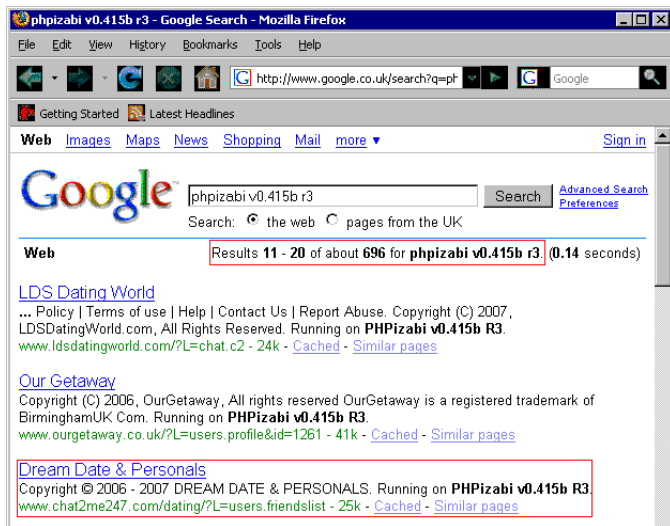 phpizabi v0.415b r3 - Google Search - Mozilla Firefox
File Edit View History Bookmarks Tools Help
G http://www.google.co.uk/search?q=ph G Google
Getting Started Latest Headlines
Web Images Maps News Shopping Mail more ▼ Sign in
Google™ phpizabi v0.415b r3 Search Advanced Search
Preferences
Search: the web pages from the UK
Web Results 11 - 20 of about 696 for phpizabi v0.415b r3. (0.14 seconds)
LDS Dating World
... Policy | Terms of use | Help | Contact Us | Report Abuse. Copyright (C) 2007,
LDSDatingWorld.com, All Rights Reserved. Running on PHPizabi v0.415b R3.
www.ldsdatingworld.com/?L=chat.c2 - 24k - Cached - Similar pages
Our Getaway
Copyright (C) 2006, OurGetaway, All rights reserved OurGetaway is a registered trademark of
BirminghamUK Com. Running on PHPizabi v0.415b R3.
www.ourgetaway.co.uk/?L=users.profile&id=1261 - 41k - Cached - Similar pages
Dream Date & Personals
Copyright © 2006 - 2007 DREAM DATE & PERSONALS. Running on PHPizabi v0.415b R3.
www.chat2me247.com/dating/?L=users.friendslist - 25k - Cached - Similar pages